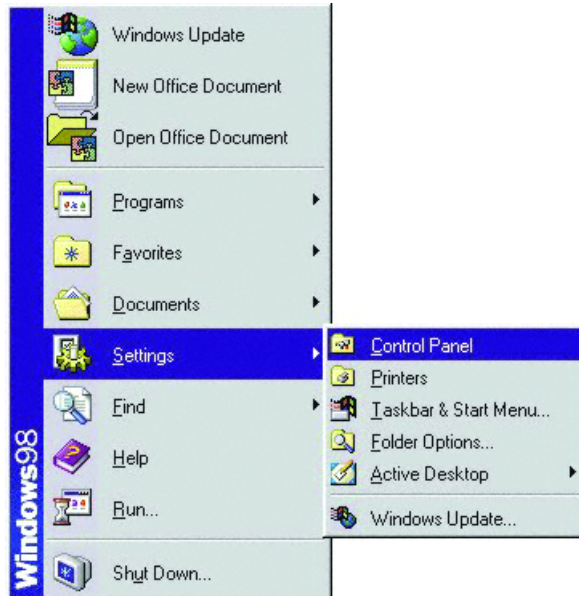 Windows Update
New Office Document
Open Office Document
Programs
Favorites
Documents
Settings
Find
Help
Run...
Shut Down...
Windows98
Control Panel
Printers
Taskbar & Start Menu...
Folder Options...
Active Desktop
Windows Update...